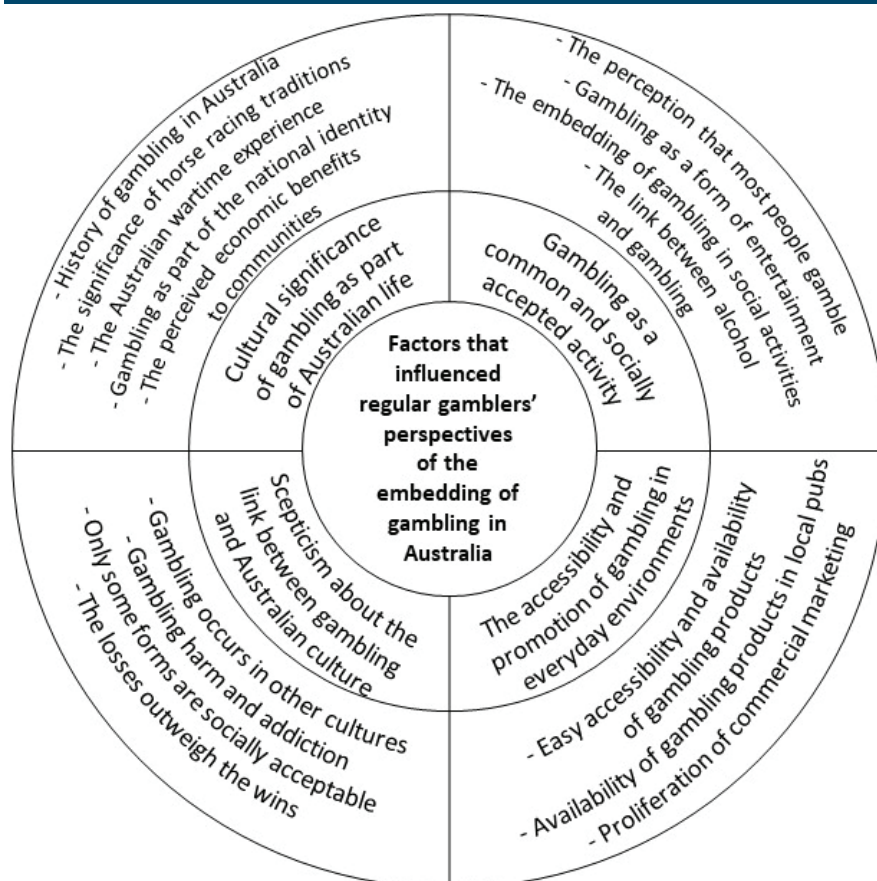 - History of gambling in Australia
- The significance of horse racing traditions
- The Australian wartime experience
- Gambling as part of the national identity
- The perceived economic benefits
to communities
Cultural significance
of gambling as part
of Australian life
- The perception that most people gamble
- Gambling as a form of entertainment
- The embedding of gambling in social activities
- The link between alcohol
and gambling
Gambling as a
common and socially
accepted activity
Factors that
influenced
regular gamblers’
perspectives
of the
embedding of
gambling in
Australia
Scepticism about the
link between gambling
and Australian culture
- Gambling occurs in other cultures
- Gambling harm and addiction
- Only some forms are socially acceptable
- The losses outweigh the wins
The accessibility and
promotion of gambling in
everyday environments
- Easy accessibility and availability
of gambling products
- Availability of gambling products in local pubs
- Proliferation of commercial marketing